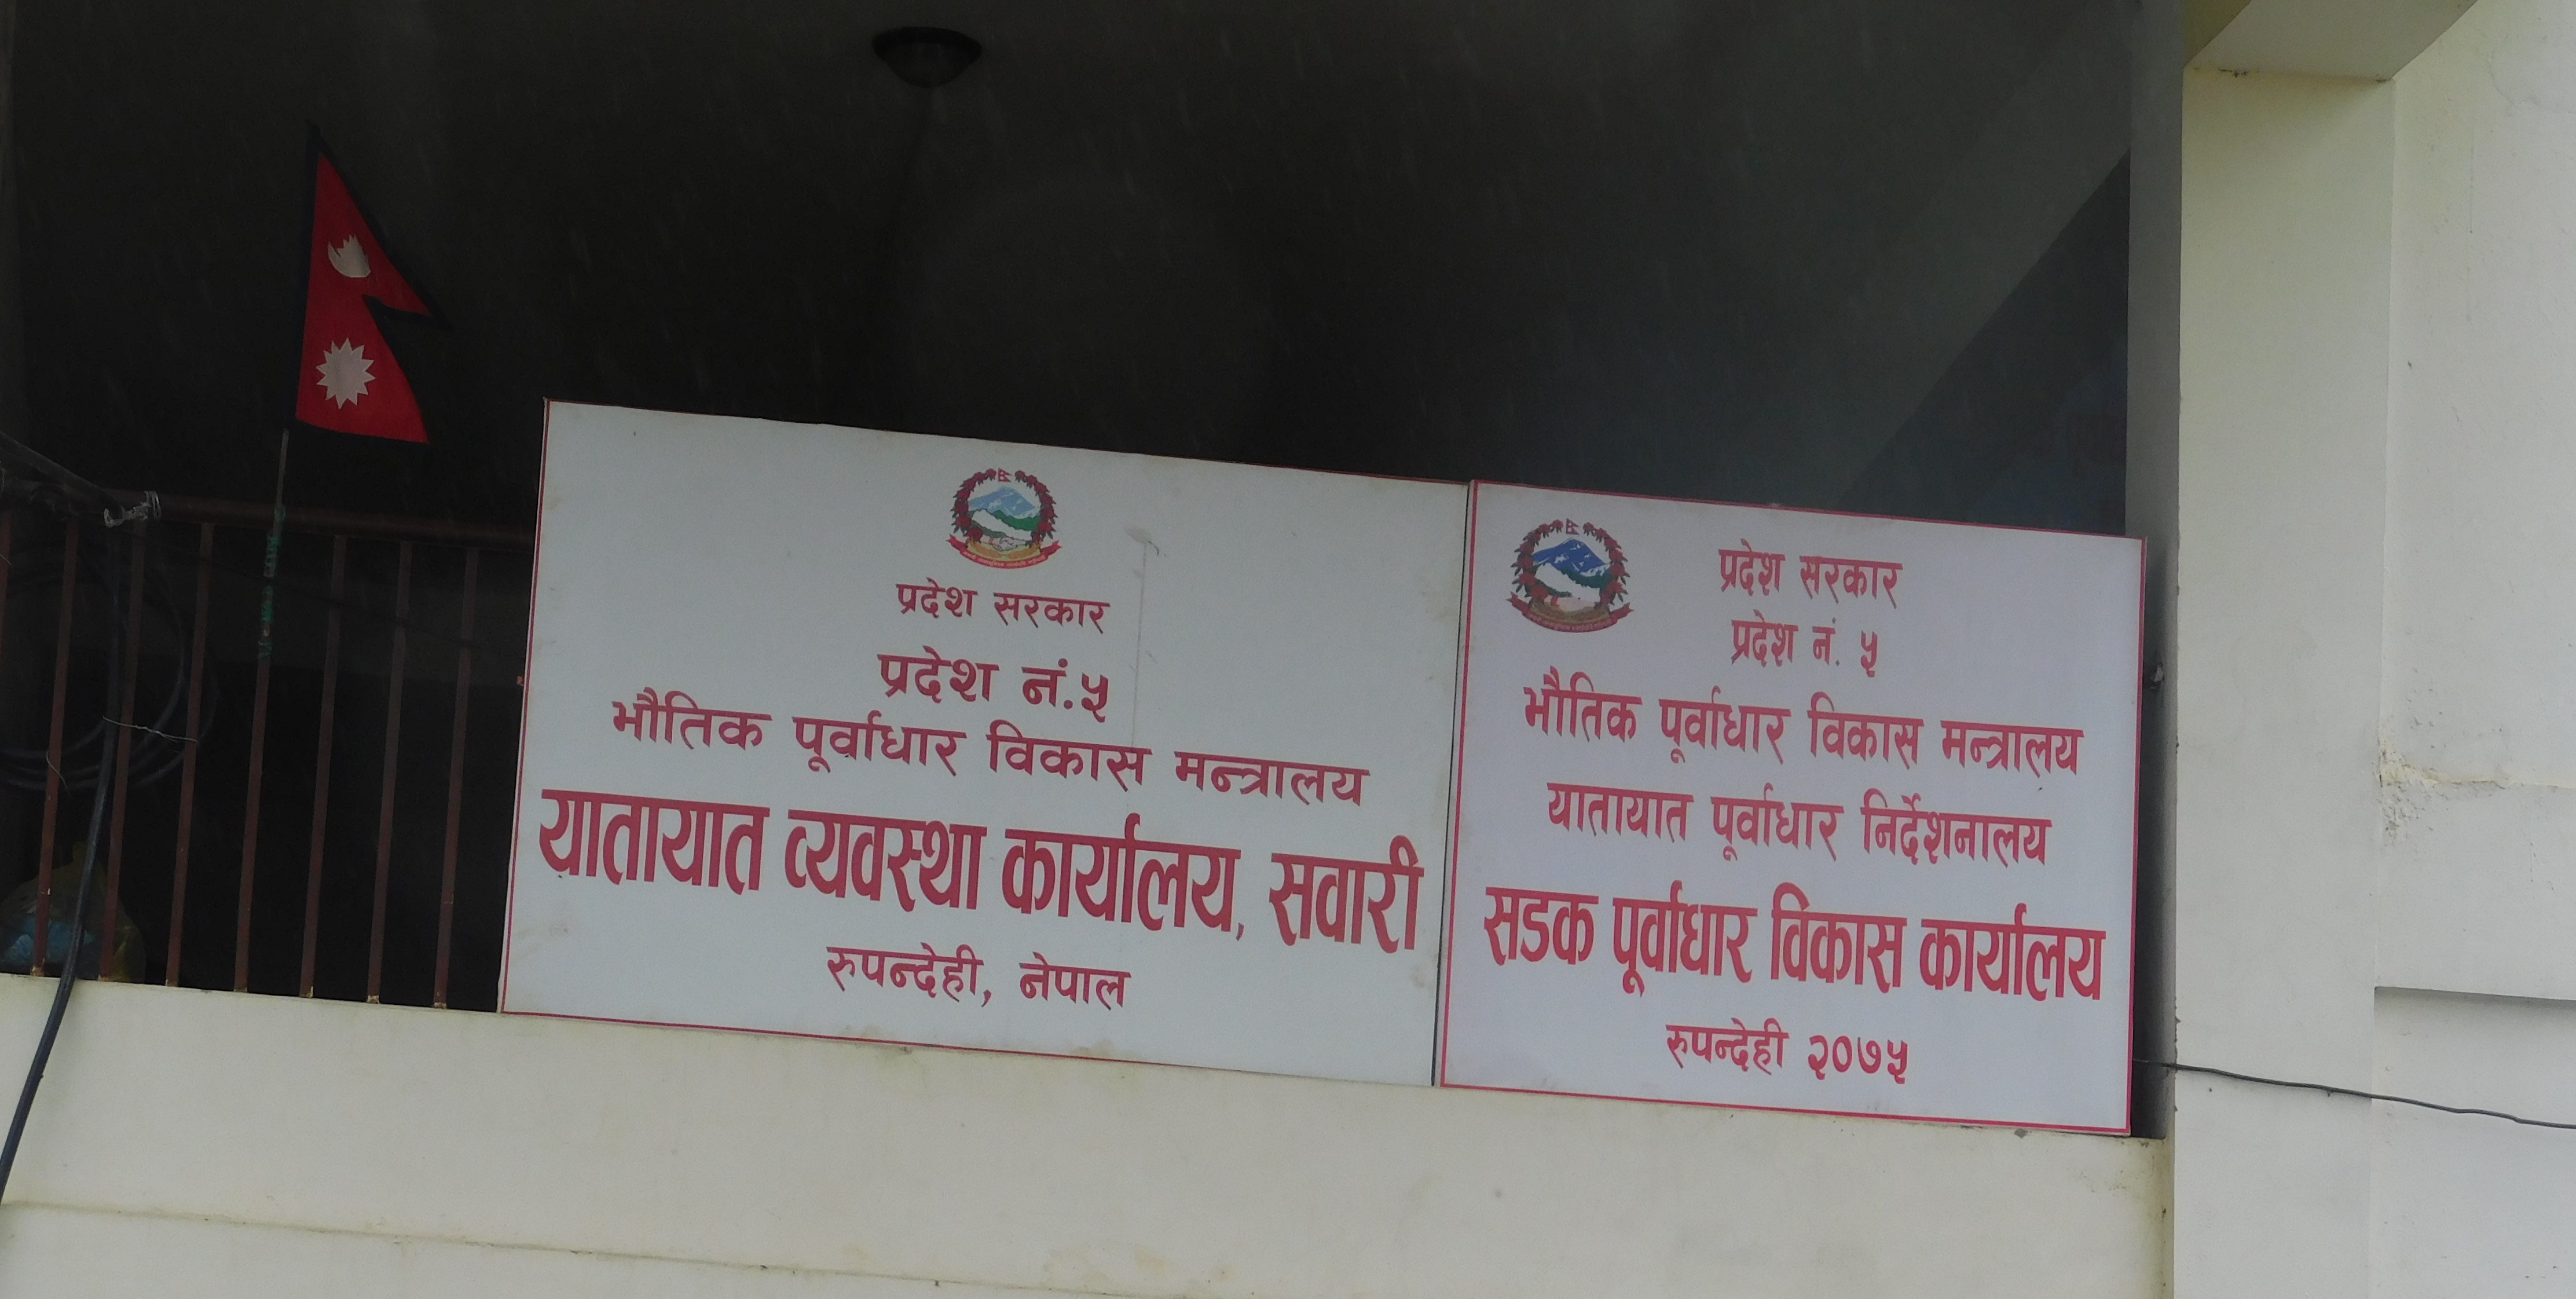 प्रदेश सरकार
प्रदेश नं.५
भौतिक पूर्वाधार विकास मन्त्रालय
यातायात व्यवस्था कार्यालय, सवारी
रुपन्देही, नेपाल
प्रदेश सरकार
प्रदेश नं. ५
भौतिक पूर्वाधार विकास मन्त्रालय
यातायात पूर्वाधार निर्देशनालय
सडक पूर्वाधार विकास कार्यालय
रुपन्देही २०७५